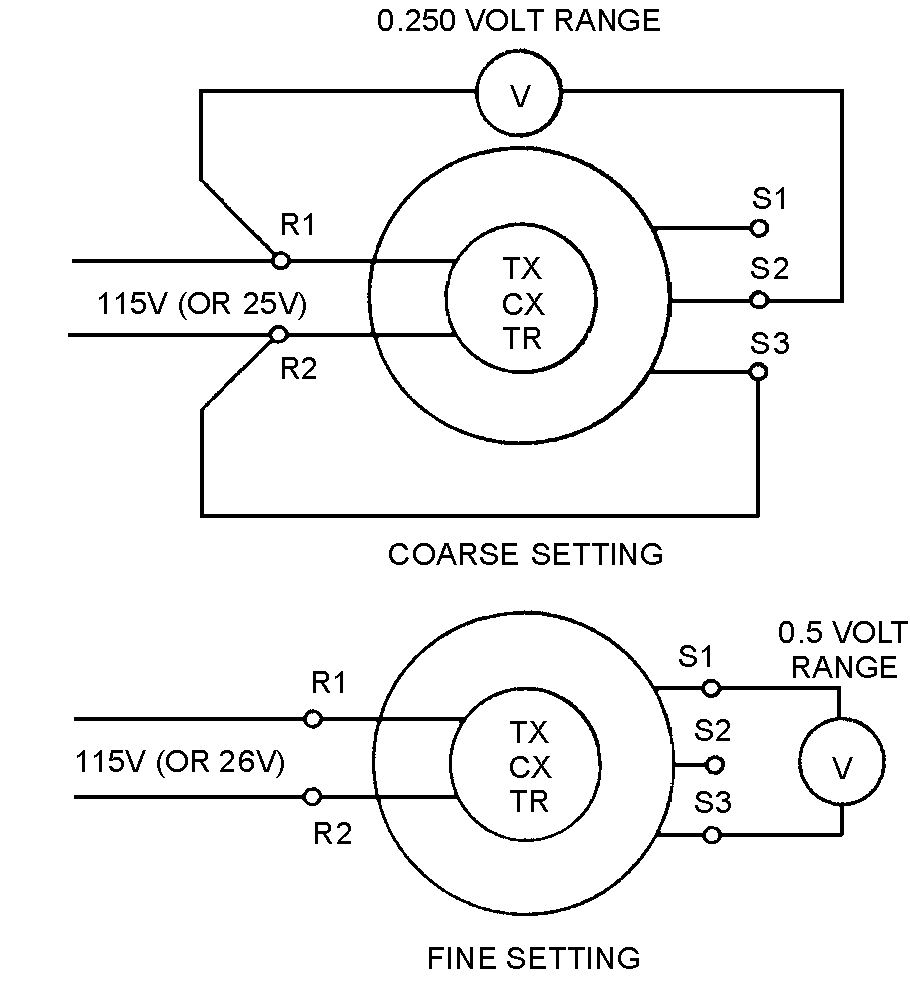 0.250 VOLT RANGE
V
R1
S1
TX
S2
115V (OR 25V)
CX
TR
S3
R2
COARSE SETTING
0.5 VOLT
RANGE
S1
R1
TX
S2
115V (OR 26V)
CX
V
TR
S3
R2
FINE SETTING